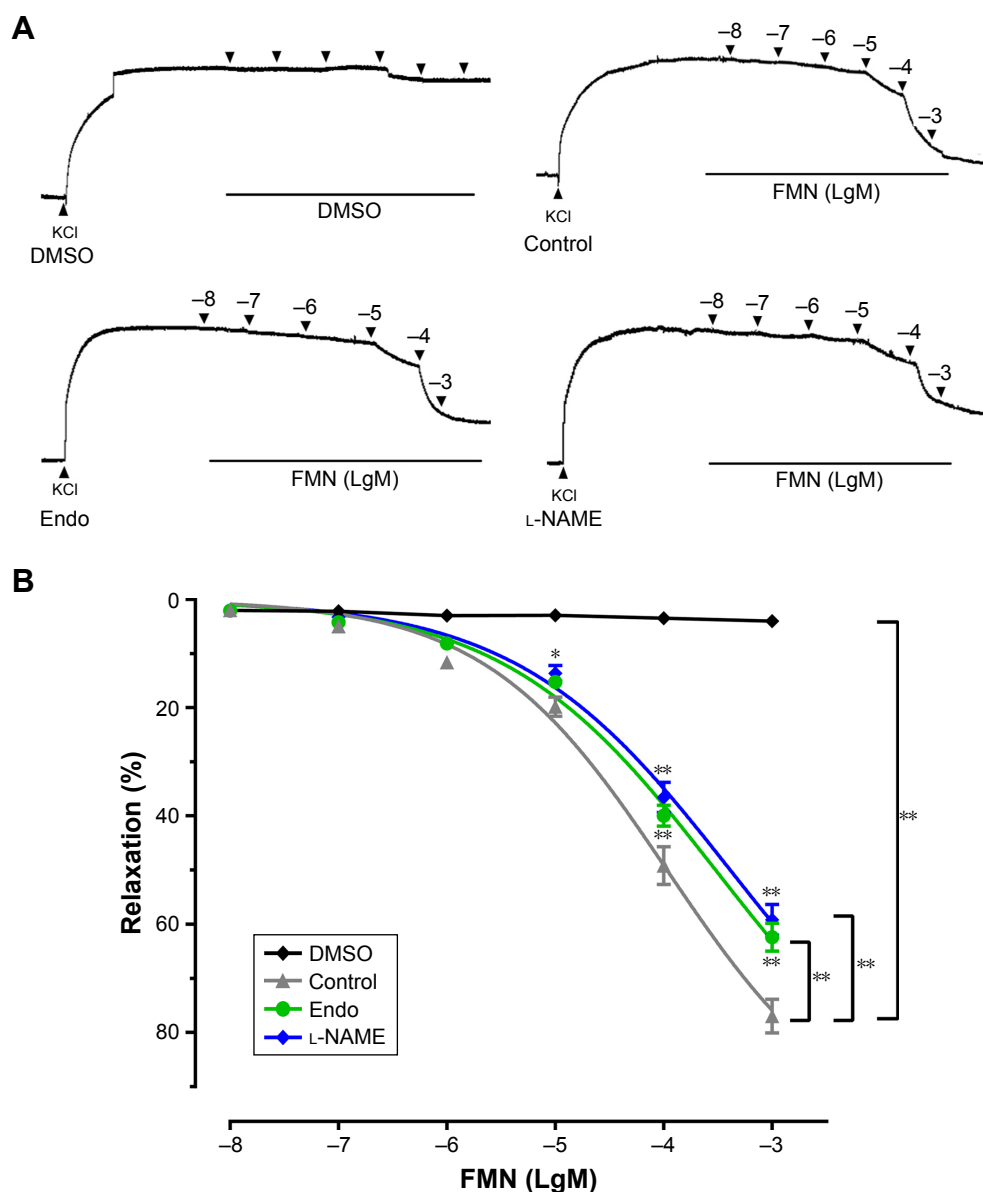 A
DMSO
KCl
DMSO
–8 –7 –6 –5 –4 –3
FMN (LgM)
KCl
Control
–8 –7 –6 –5 –4 –3
FMN (LgM)
KCl
Endo
–8 –7 –6 –5 –4 –3
FMN (LgM)
KCl
L-NAME
B
Relaxation (%)
0
20
40
60
80
*
**
**
**
**
**
**
**
DMSO
Control
Endo
L-NAME
–8 –7 –6 –5 –4 –3
FMN (LgM)